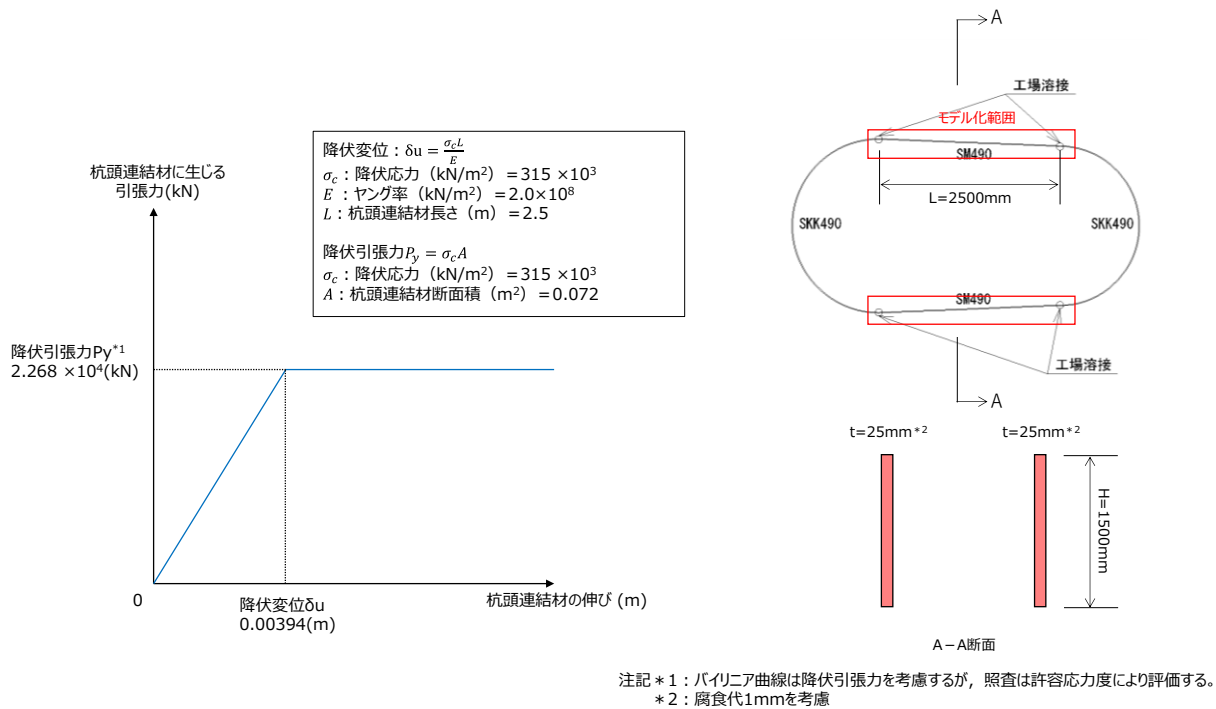 杭頭連結材に生じる
引張力(kN)
降伏変位:δu=σcL/E
σc:降伏応力(kN/m²)=315 ×10³
E:ヤング率(kN/m²)=2.0×10⁸
L:杭頭連結材長さ(m)=2.5
降伏引張力Py = σcA
σc:降伏応力(kN/m²)=315 ×10³
A:杭頭連結材断面積(m²)=0.072
降伏引張力Py*1
2.268 ×10⁴(kN)
0
降伏変位δu
0.00394(m)
杭頭連結材の伸び (m)
A
工場溶接
モデル化範囲
SM490
L=2500mm
SKK490
SKK490
SM490
工場溶接
A
t=25mm*2
t=25mm*2
H=1500mm
A-A断面
注記*1:バイリニア曲線は降伏引張力を考慮するが,照査は許容応力度により評価する。
*2:腐食代1mmを考慮